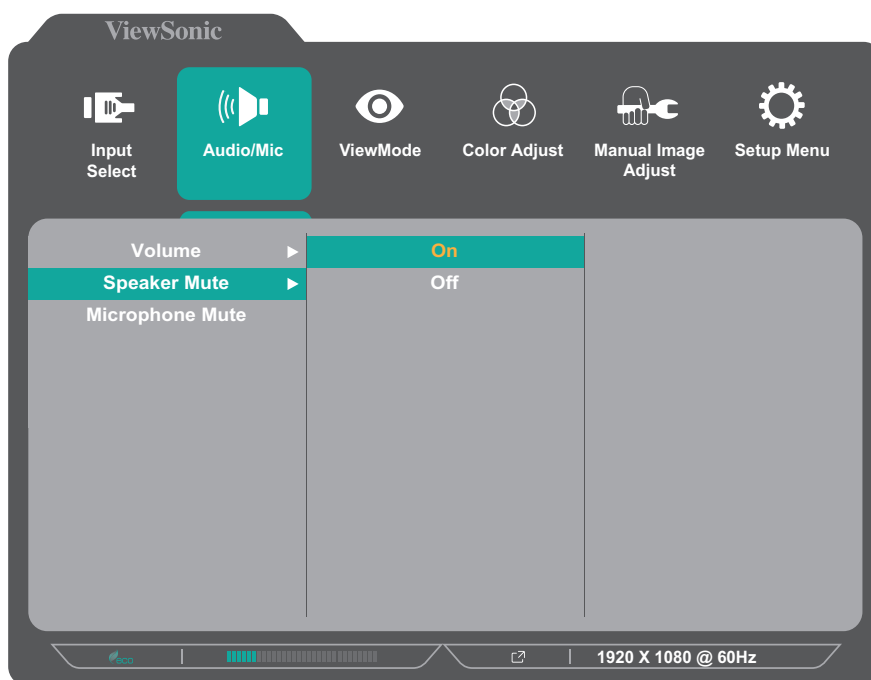 ViewSonic
Input
Select
Audio/Mic
ViewMode
Color Adjust
Manual Image
Adjust
Setup Menu
Volume
On
Speaker Mute
Off
Microphone Mute
eco
1920 X 1080 @ 60Hz